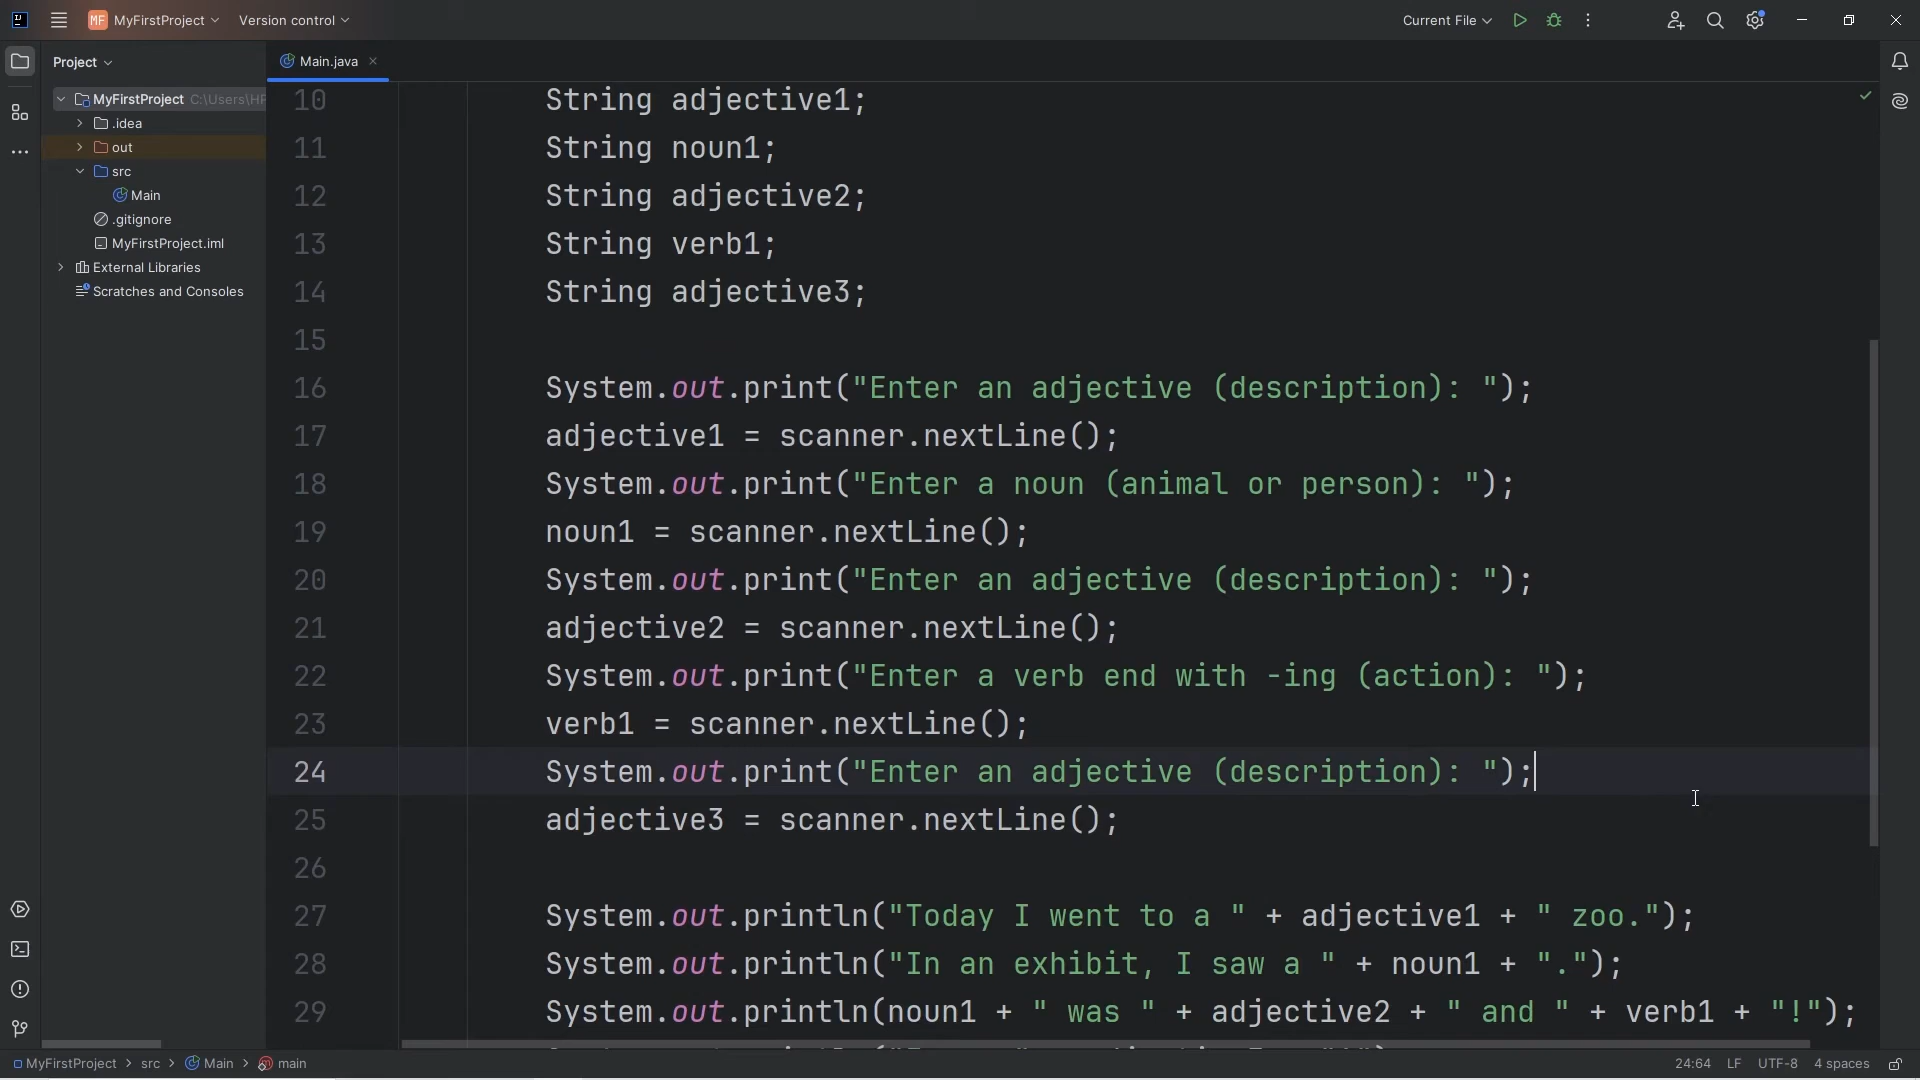 MF MyFirstProject Version control Current File
Project
Main.java
MyFirstProject C:\Users\HP
.idea
out
src
Main
.gitignore
MyFirstProject.iml
External Libraries
Scratches and Consoles
10 String adjective1;
11 String noun1;
12 String adjective2;
13 String verb1;
14 String adjective3;
15
16 System.out.print("Enter an adjective (description): ");
17 adjective1 = scanner.nextLine();
18 System.out.print("Enter a noun (animal or person): ");
19 noun1 = scanner.nextLine();
20 System.out.print("Enter an adjective (description): ");
21 adjective2 = scanner.nextLine();
22 System.out.print("Enter a verb end with -ing (action): ");
23 verb1 = scanner.nextLine();
24 System.out.print("Enter an adjective (description): ");
25 adjective3 = scanner.nextLine();
26
27 System.out.println("Today I went to a " + adjective1 + " zoo.");
28 System.out.println("In an exhibit, I saw a " + noun1 + ".");
29 System.out.println(noun1 + " was " + adjective2 + " and " + verb1 + "!");
MyFirstProject > src > Main > main 24:64 LF UTF-8 4 spaces